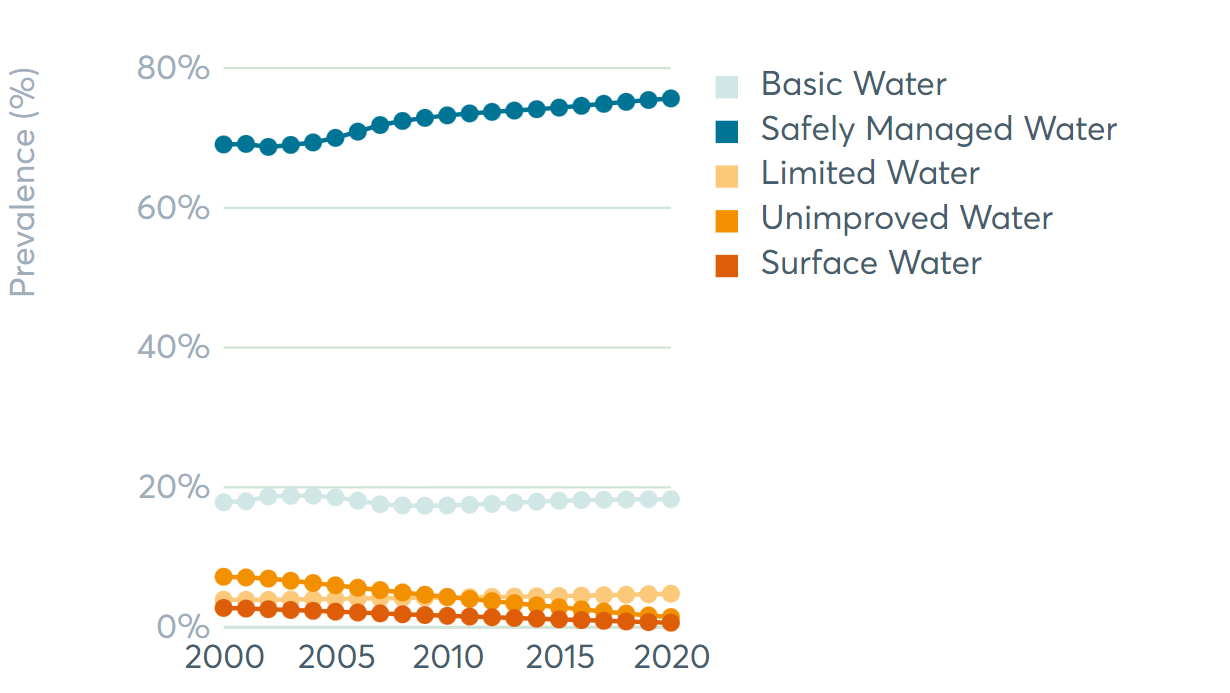 Prevalence (%)
80%
60%
40%
20%
0%
2000 2005 2010 2015 2020
Basic Water
Safely Managed Water
Limited Water
Unimproved Water
Surface Water